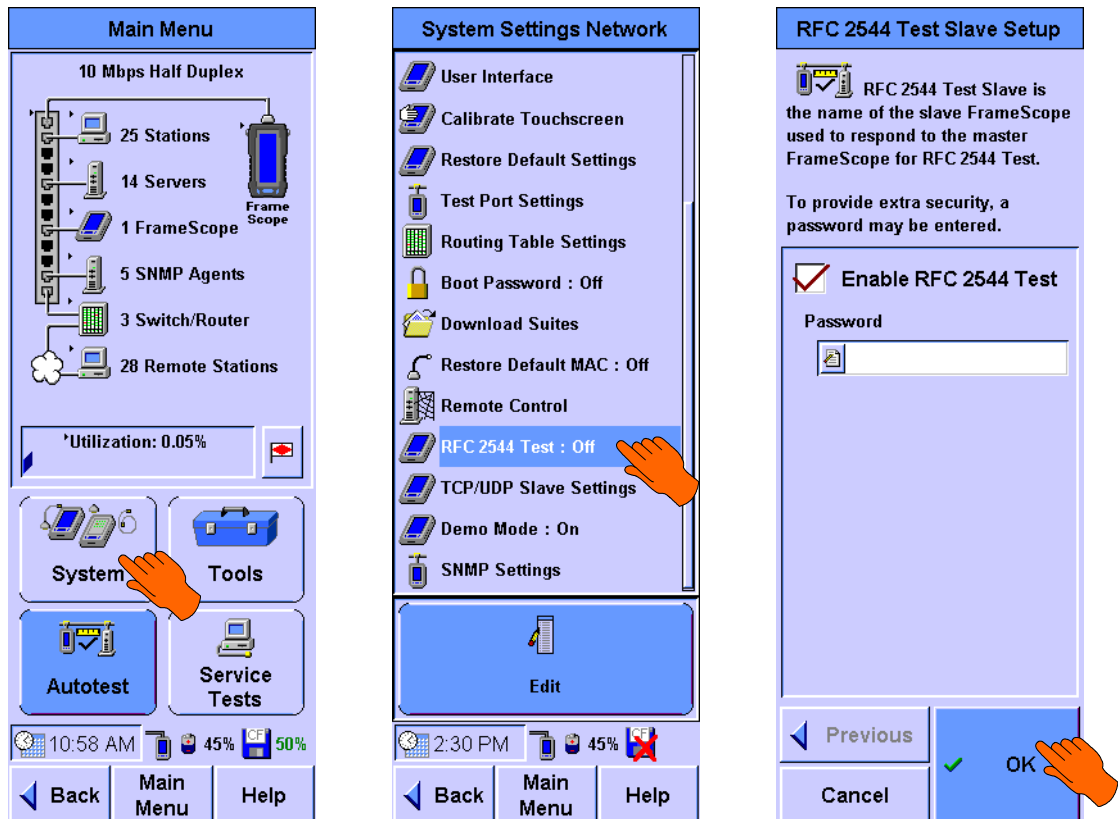 Main Menu
10 Mbps Half Duplex
25 Stations
14 Servers
Frame
Scope
1 FrameScope
5 SNMP Agents
3 Switch/Router
28 Remote Stations
Utilization: 0.05%
System
Tools
Autotest
Service
Tests
10:58 AM
45%
CF
50%
Back
Main
Menu
Help
System Settings Network
User Interface
Calibrate Touchscreen
Restore Default Settings
Test Port Settings
Routing Table Settings
Boot Password : Off
Download Suites
Restore Default MAC : Off
Remote Control
RFC 2544 Test : Off
TCP/UDP Slave Settings
Demo Mode : On
SNMP Settings
Edit
2:30 PM
45%
Back
Main
Menu
Help
RFC 2544 Test Slave Setup
RFC 2544 Test Slave is
the name of the slave FrameScope
used to respond to the master
FrameScope for RFC 2544 Test.
To provide extra security, a
password may be entered.
Enable RFC 2544 Test
Password
Previous
OK
Cancel